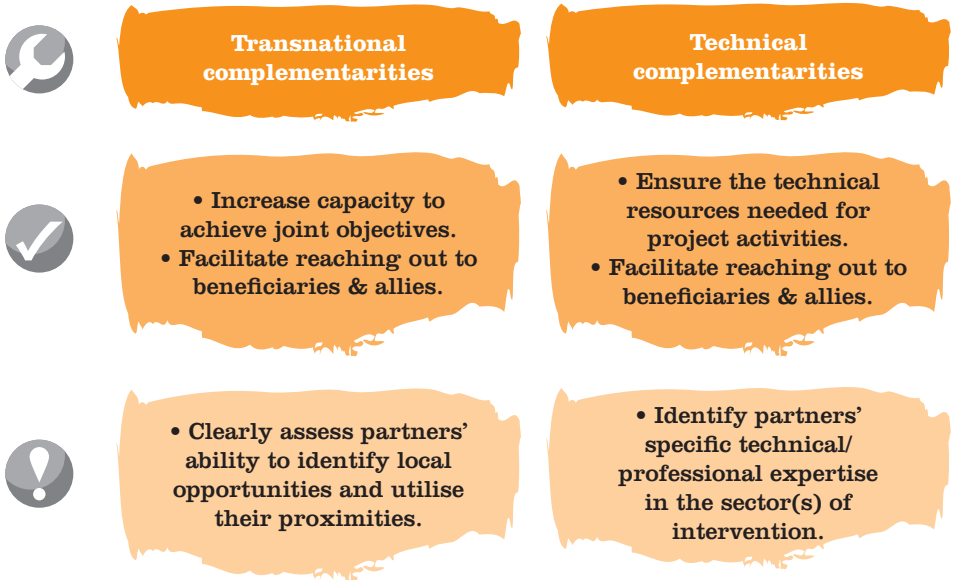 Transnational
complementarities
Technical
complementarities
• Increase capacity to
achieve joint objectives.
• Facilitate reaching out to
beneficiaries & allies.
• Ensure the technical
resources needed for
project activities.
• Facilitate reaching out to
beneficiaries & allies.
• Clearly assess partners’
ability to identify local
opportunities and utilise
their proximities.
• Identify partners’
specific technical/
professional expertise
in the sector(s) of
intervention.